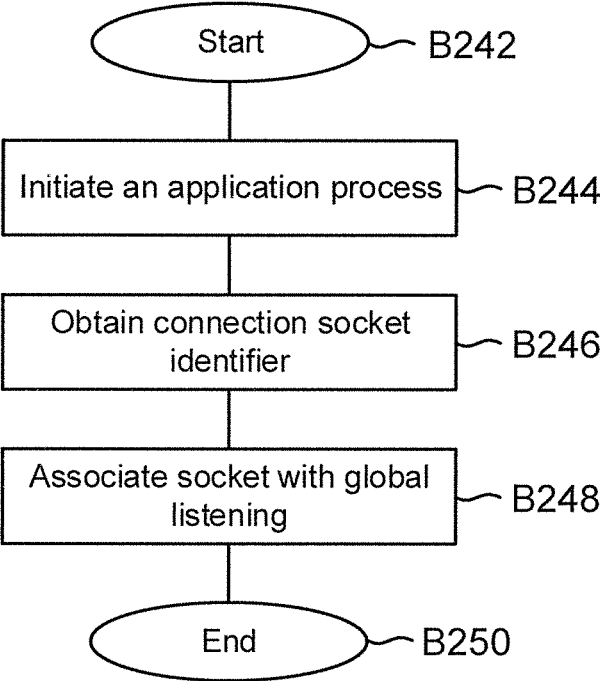 Start
B242
Initiate an application process
B244
Obtain connection socket
identifier
B246
Associate socket with global
listening
B248
End
B250